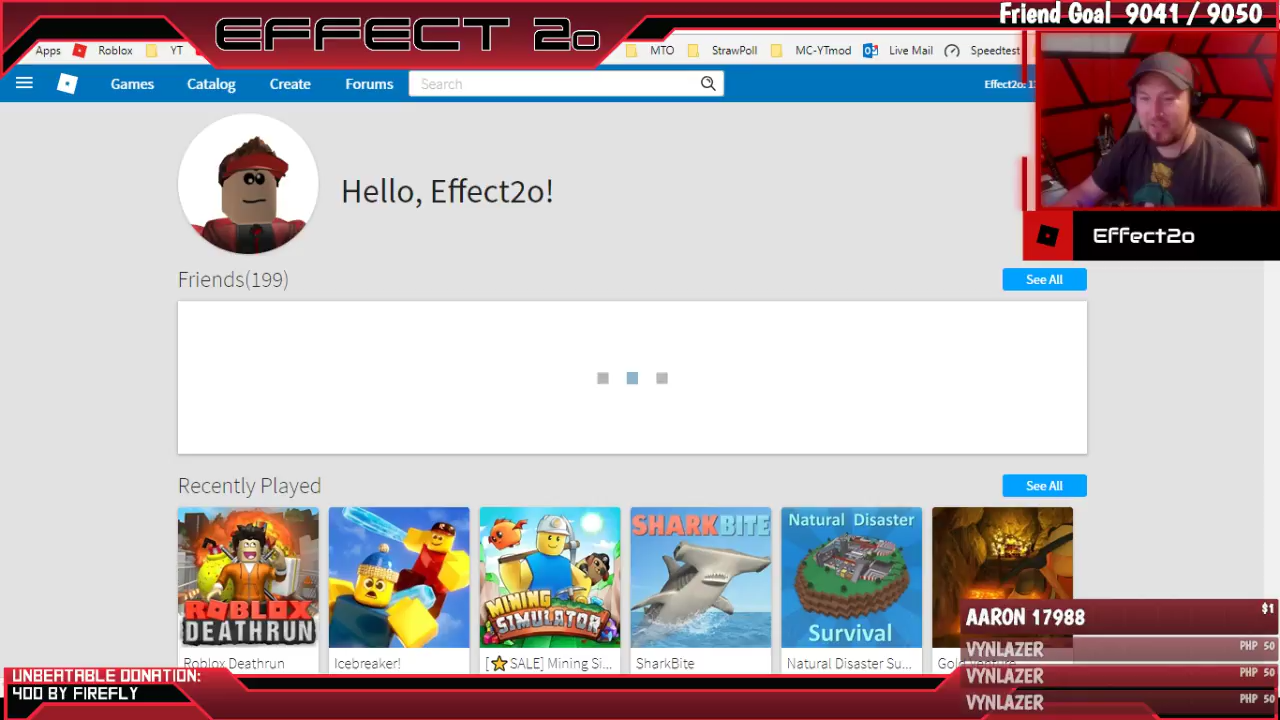 EFFECT 2o
Friend Goal 9041 / 9050
Apps Roblox YT MTO StrawPoll MC-YTmod Live Mail Speedtest
Games Catalog Create Forums Search Effect2o:
Hello, Effect2o!
Effect2o
Friends(199) See All
Recently Played See All
ROBLOX DEATHRUN
MINING SIMULATOR
SHARKBITE
Natural Disaster Survival
Roblox Deathrun Icebreaker! [⭐SALE] Mining Si... SharkBite Natural Disaster Su...
AARON 17988 $1
VYNLAZER PHP 50
VYNLAZER PHP 50
VYNLAZER PHP 50
UNBEATABLE DONATION:
400 BY FIREFLY